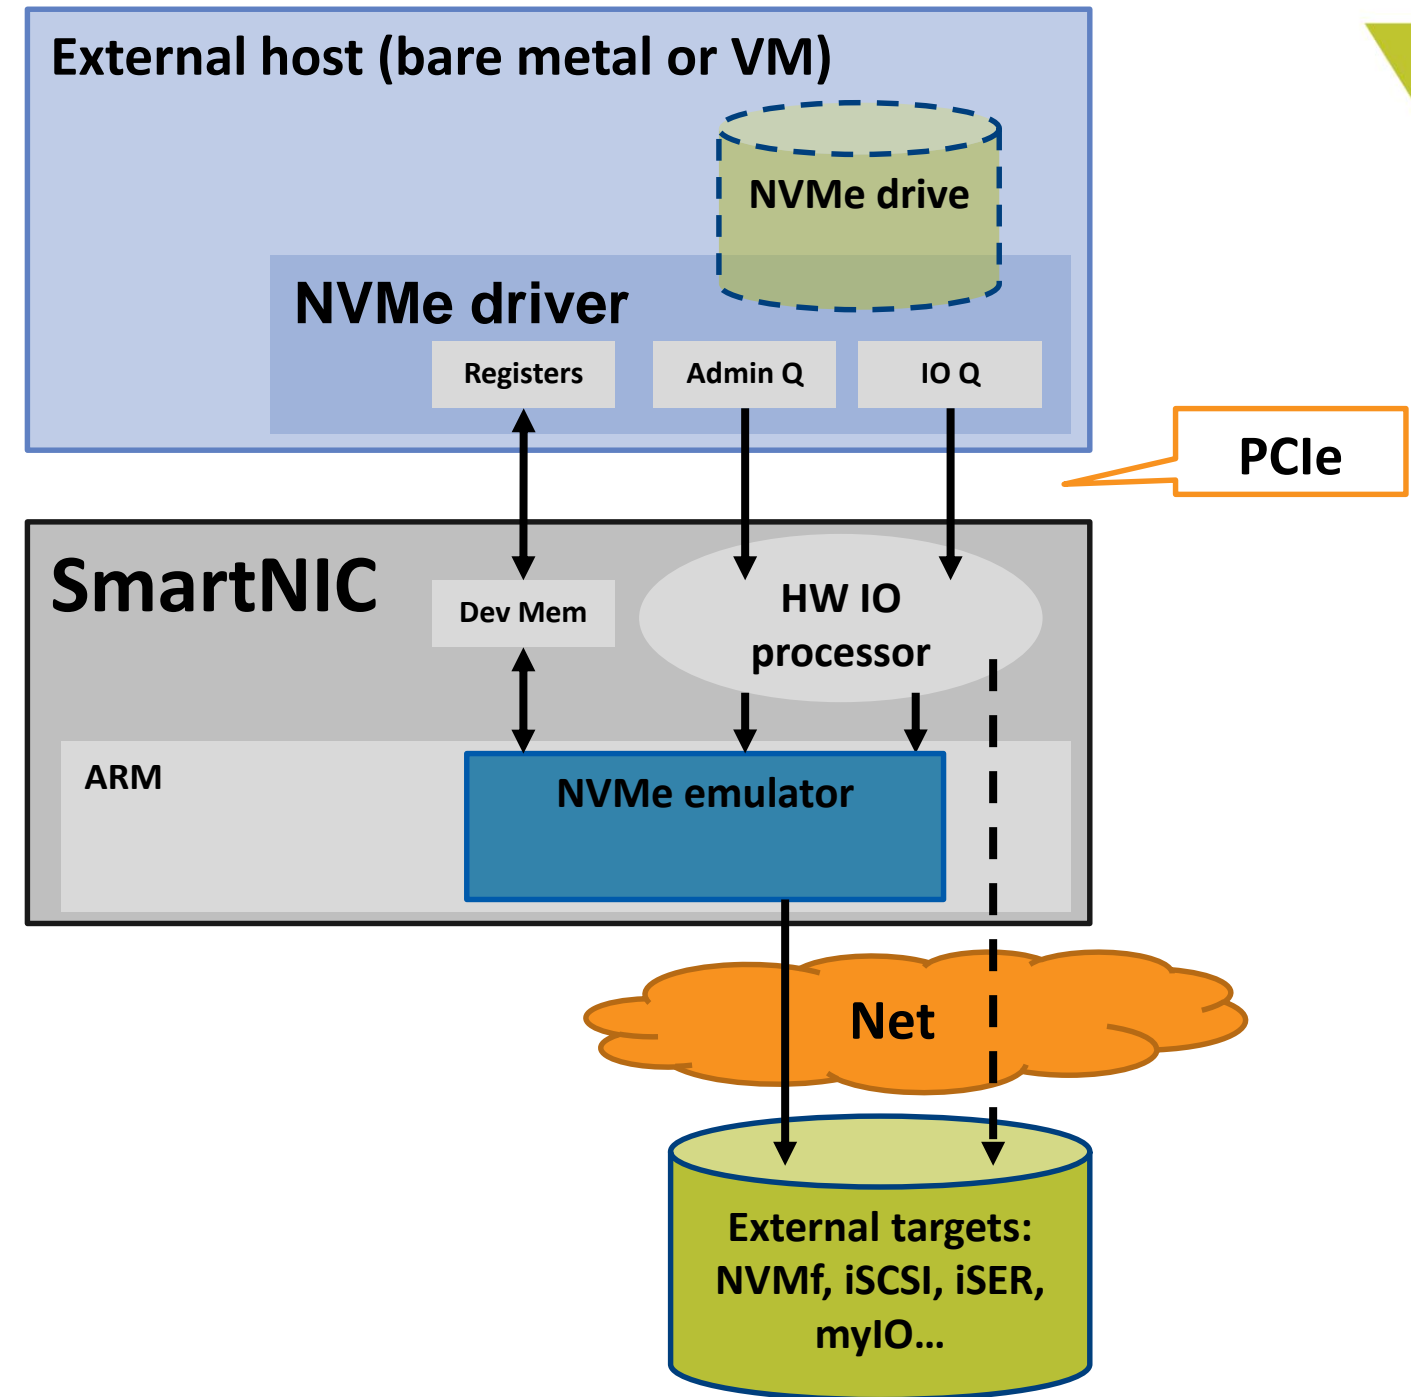 External host (bare metal or VM)
NVMe drive
NVMe driver
Registers
Admin Q
IO Q
PCIe
SmartNIC
Dev Mem
HW IO
processor
ARM
NVMe emulator
Net
External targets:
NVMf, iSCSI, iSER,
myIO…